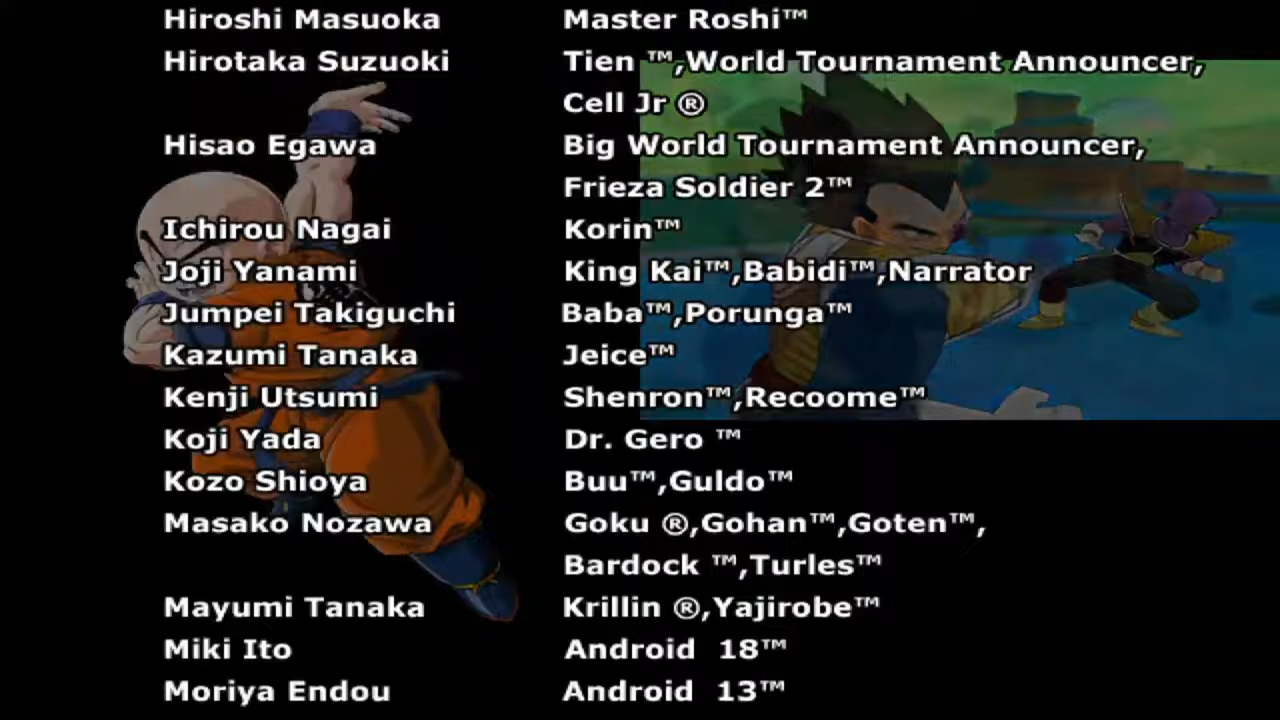 Hiroshi Masuoka Master Roshi™
Hirotaka Suzuoki Tien ™,World Tournament Announcer,
Cell Jr ®
Hisao Egawa Big World Tournament Announcer,
Frieza Soldier 2™
Ichirou Nagai Korin™
Joji Yanami King Kai™,Babidi™,Narrator
Jumpei Takiguchi Baba™,Porunga™
Kazumi Tanaka Jeice™
Kenji Utsumi Shenron™,Recoome™
Koji Yada Dr. Gero ™
Kozo Shioya Buu™,Guldo™
Masako Nozawa Goku ®,Gohan™,Goten™,
Bardock ™,Turles™
Mayumi Tanaka Krillin ®,Yajirobe™
Miki Ito Android 18™
Moriya Endou Android 13™